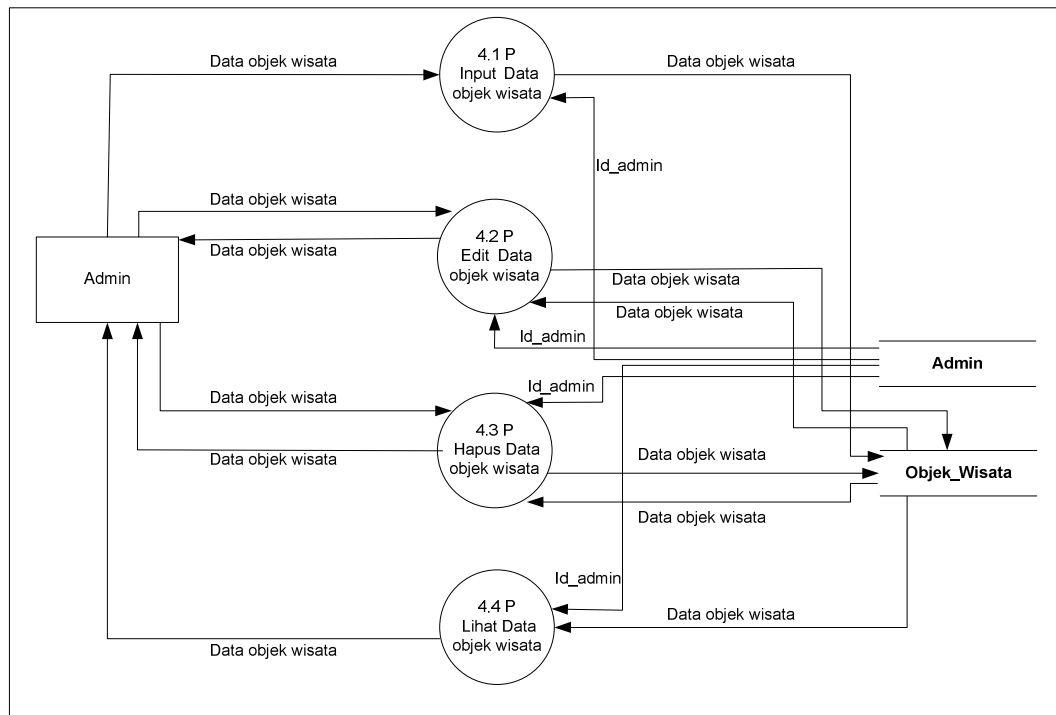 4.1 P
Input Data
objek wisata
Data objek wisata
Data objek wisata
Id_admin
Data objek wisata
4.2 P
Edit Data
objek wisata
Data objek wisata
Data objek wisata
Admin
Data objek wisata
Id_admin
Admin
Id_admin
Data objek wisata
4.3 P
Hapus Data
objek wisata
Data objek wisata
Data objek wisata
Objek_Wisata
Data objek wisata
Id_admin
4.4 P
Lihat Data
objek wisata
Data objek wisata
Data objek wisata